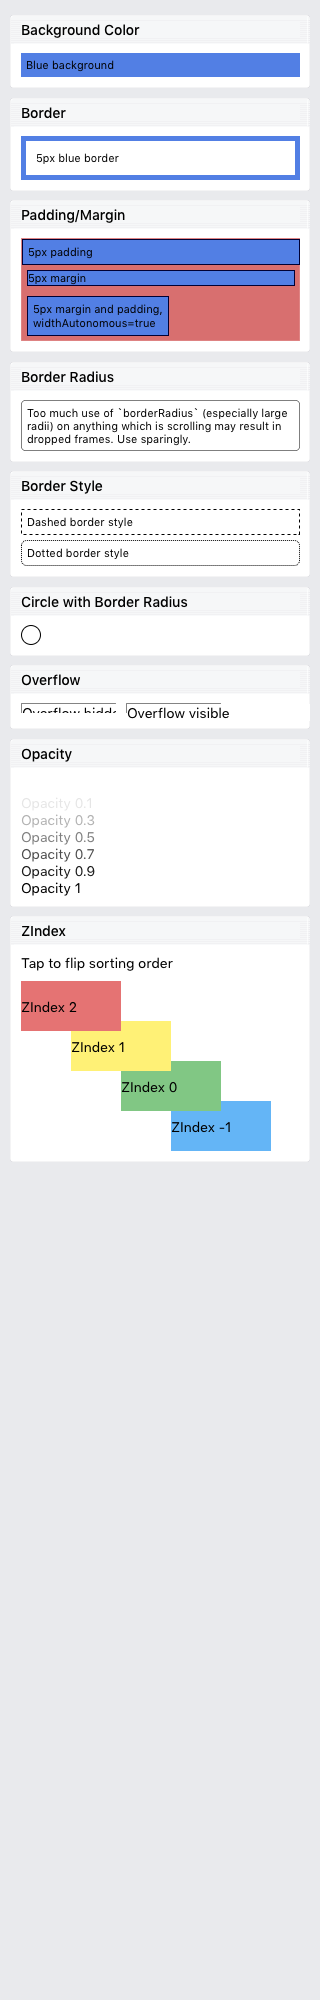 Background Color
Blue background
Border
5px blue border
Padding/Margin
5px padding
5px margin
5px margin and padding,
widthAutonomous=true
Border Radius
Too much use of `borderRadius` (especially large
radii) on anything which is scrolling may result in
dropped frames. Use sparingly.
Border Style
Dashed border style
Dotted border style
Circle with Border Radius
Overflow
Overflow Overflow visible
Opacity
Opacity 0.1
Opacity 0.3
Opacity 0.5
Opacity 0.7
Opacity 0.9
Opacity 1
ZIndex
Tap to flip sorting order
ZIndex 2
ZIndex 1
ZIndex 0
ZIndex -1